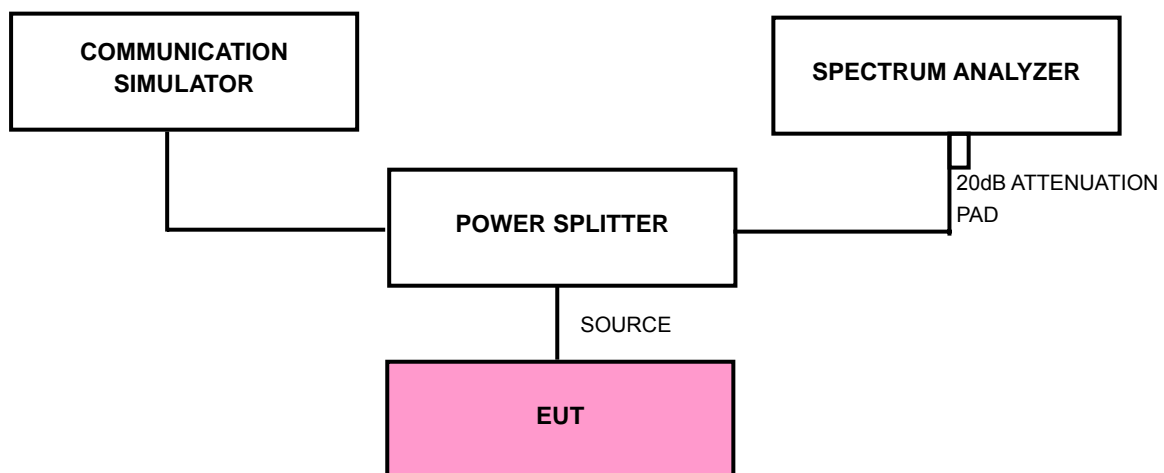 COMMUNICATION
SIMULATOR
SPECTRUM ANALYZER
20dB ATTENUATION
PAD
POWER SPLITTER
SOURCE
EUT